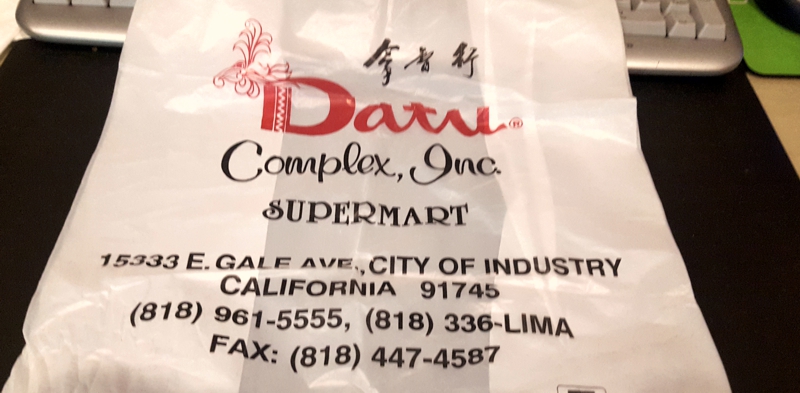 Datu®
Complex, Inc.
SUPERMART
15333 E. GALE AVE., CITY OF INDUSTRY
CALIFORNIA 91745
(818) 961-5555, (818) 336-LIMA
FAX: (818) 447-4587